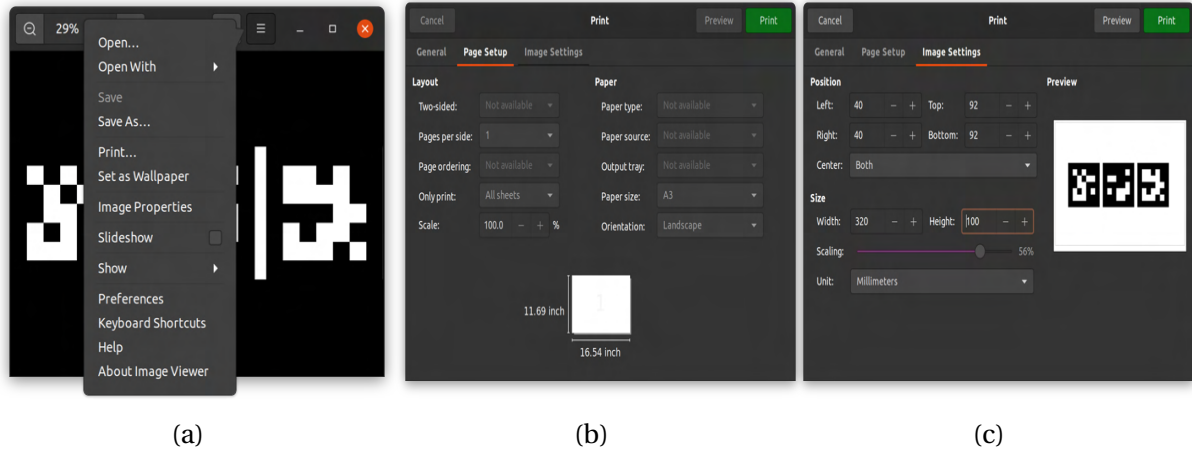 29%
Open...
Open With
Save
Save As...
Print...
Set as Wallpaper
Image Properties
Slideshow
Show
Preferences
Keyboard Shortcuts
Help
About Image Viewer
(a)
Cancel Print Preview Print
General Page Setup Image Settings
Layout Paper
Two-sided: Not available Paper type: Not available
Pages per side: 1 Paper source: Not available
Page ordering: Not available Output tray: Not available
Only print: All sheets Paper size: A3
Scale: 100.0 - + % Orientation: Landscape
1
11.69 inch
16.54 inch
(b)
Cancel Print Preview Print
General Page Setup Image Settings
Position Preview
Left: 40 - + Top: 92 - +
Right: 40 - + Bottom: 92 - +
Center: Both
Size
Width: 320 - + Height: 100 - +
Scaling: 56%
Unit: Millimeters
(c)